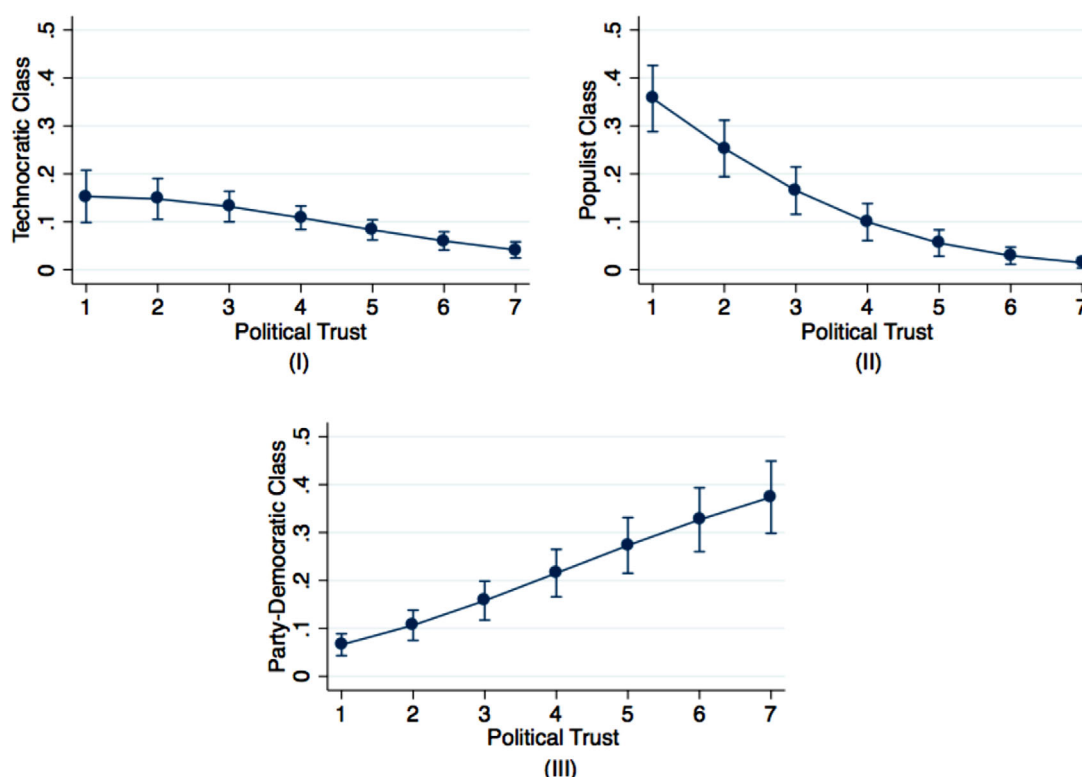 Technocratic Class
.5
.4
.3
.2
.1
0
1 2 3 4 5 6 7
Political Trust
(I)
Populist Class
.5
.4
.3
.2
.1
0
1 2 3 4 5 6 7
Political Trust
(II)
Party-Democratic Class
.5
.4
.3
.2
.1
0
1 2 3 4 5 6 7
Political Trust
(III)